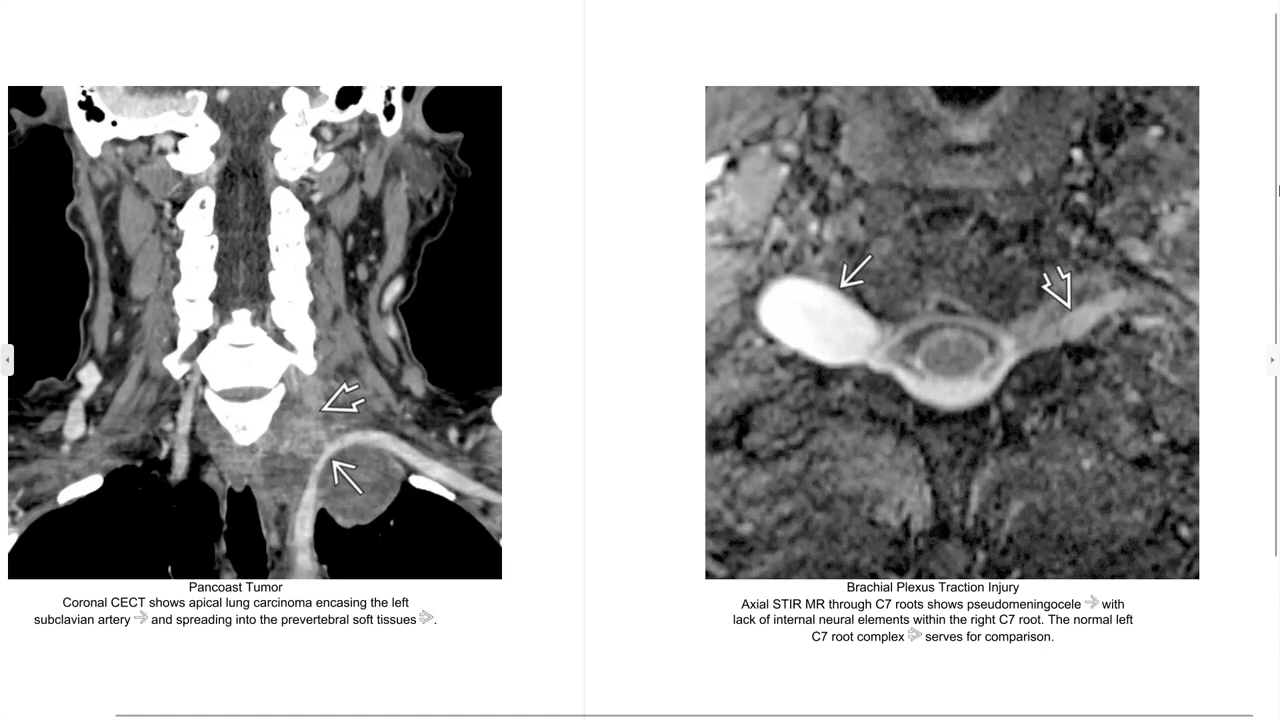 Pancoast Tumor
Coronal CECT shows apical lung carcinoma encasing the left
subclavian artery and spreading into the prevertebral soft tissues .
Brachial Plexus Traction Injury
Axial STIR MR through C7 roots shows pseudomeningocele with
lack of internal neural elements within the right C7 root. The normal left
C7 root complex serves for comparison.